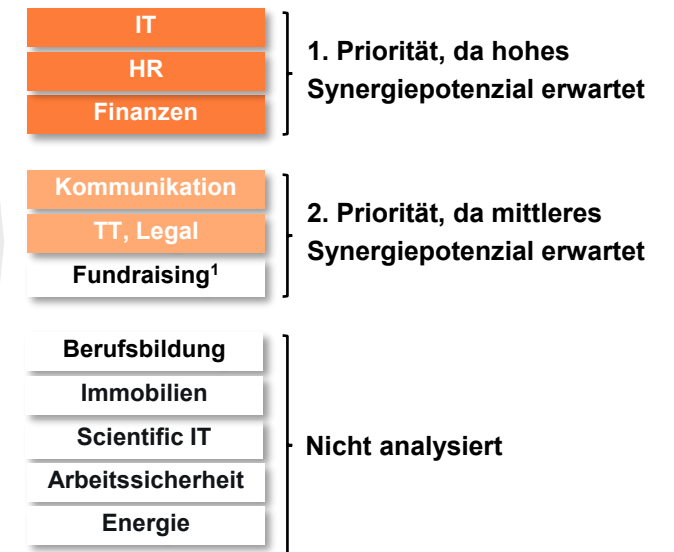 IT
HR
Finanzen
1. Priorität, da hohes
Synergiepotenzial erwartet
Kommunikation
TT, Legal
Fundraising¹
2. Priorität, da mittleres
Synergiepotenzial erwartet
Berufsbildung
Immobilien
Scientific IT
Arbeitssicherheit
Energie
Nicht analysiert